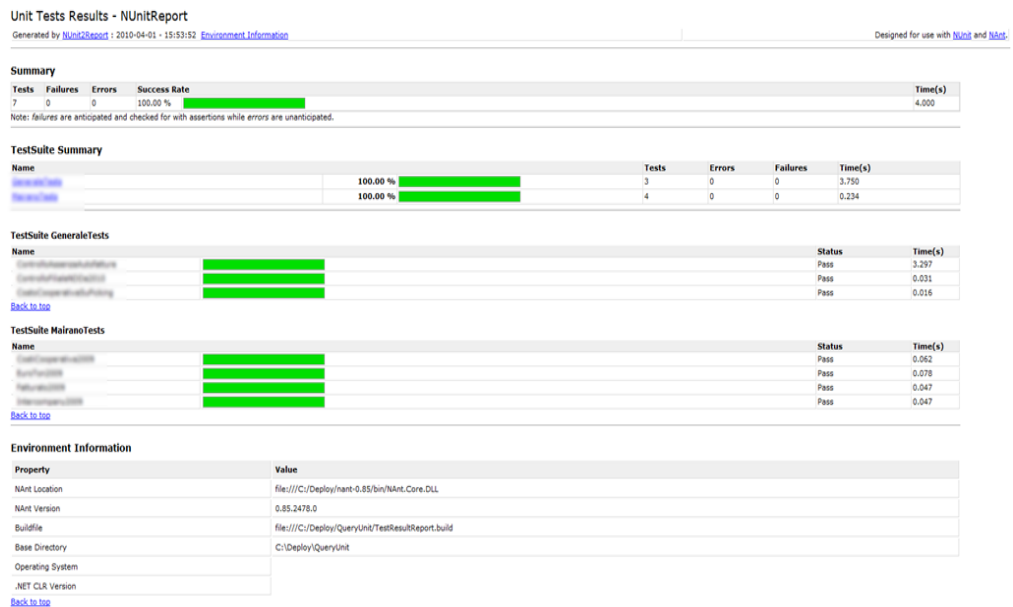 Unit Tests Results - NUnitReport
Generated by NUnit2Report : 2010-04-01 - 15:53:52 Environment Information Designed for use with NUnit and NAnt.
Summary
Tests Failures Errors Success Rate Time(s)
7 0 0 100.00 % 4.000
Note: failures are anticipated and checked for with assertions while errors are unanticipated.
TestSuite Summary
Name Tests Errors Failures Time(s)
100.00 % 3 0 0 3.750
100.00 % 4 0 0 0.234
TestSuite GeneraleTests
Name Status Time(s)
Pass 3.297
Pass 0.031
Pass 0.016
Back to top
TestSuite MairanoTests
Name Status Time(s)
Pass 0.062
Pass 0.078
Pass 0.047
Pass 0.047
Back to top
Environment Information
Property Value
NAnt Location file:///C:/Deploy/nant-0.85/bin/NAnt.Core.DLL
NAnt Version 0.85.2478.0
Buildfile file:///C:/Deploy/QueryUnit/TestResultReport.build
Base Directory C:\Deploy\QueryUnit
Operating System
.NET CLR Version
Back to top